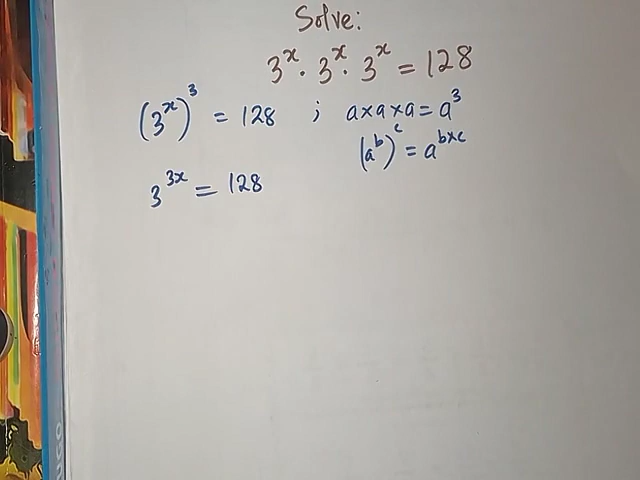 Solve:
3^x · 3^x · 3^x = 128
(3^x)^3 = 128 ; a×a×a = a^3
(a^b)^c = a^{b×c}
3^{3x} = 128